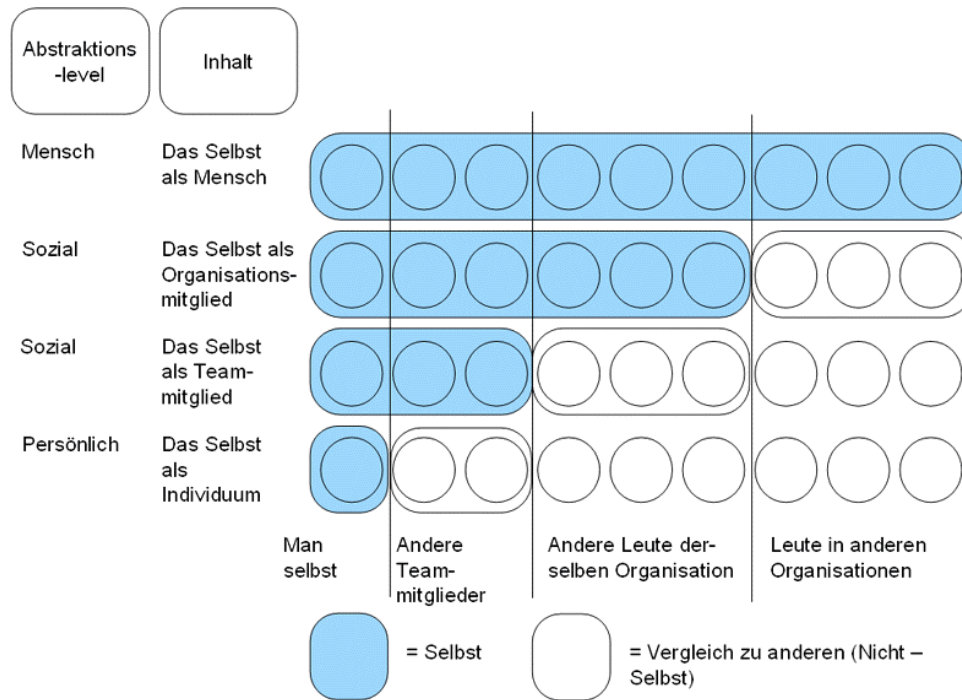 Abstraktions
-level
Inhalt
Mensch
Das Selbst
als Mensch
Sozial
Das Selbst als
Organisations-
mitglied
Sozial
Das Selbst
als Team-
mitglied
Persönlich
Das Selbst
als
Individuum
Man
selbst
Andere
Team-
mitglieder
Andere Leute der-
selben Organisation
Leute in anderen
Organisationen
= Selbst
= Vergleich zu anderen (Nicht –
Selbst)